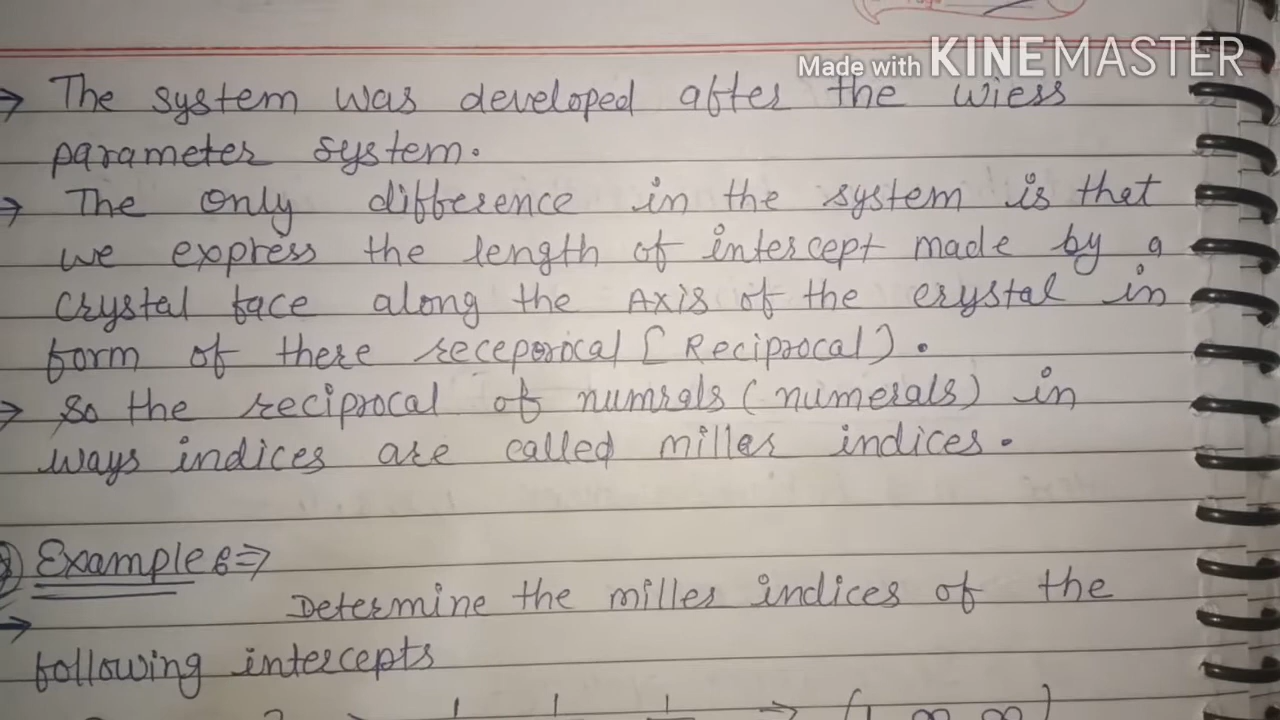 Made with KINEMASTER
→ The system was developed after the wiess
parameter system.
→ The only difference in the system is that
we express the length of intercept made by a
crystal face along the Axis of the crystal in
form of there receporocal [Reciprocal).
→ So the reciprocal of numrals (numerals) in
ways indices are called miller indices.
Example :⇒
→ Determine the miller indices of the
following intercepts